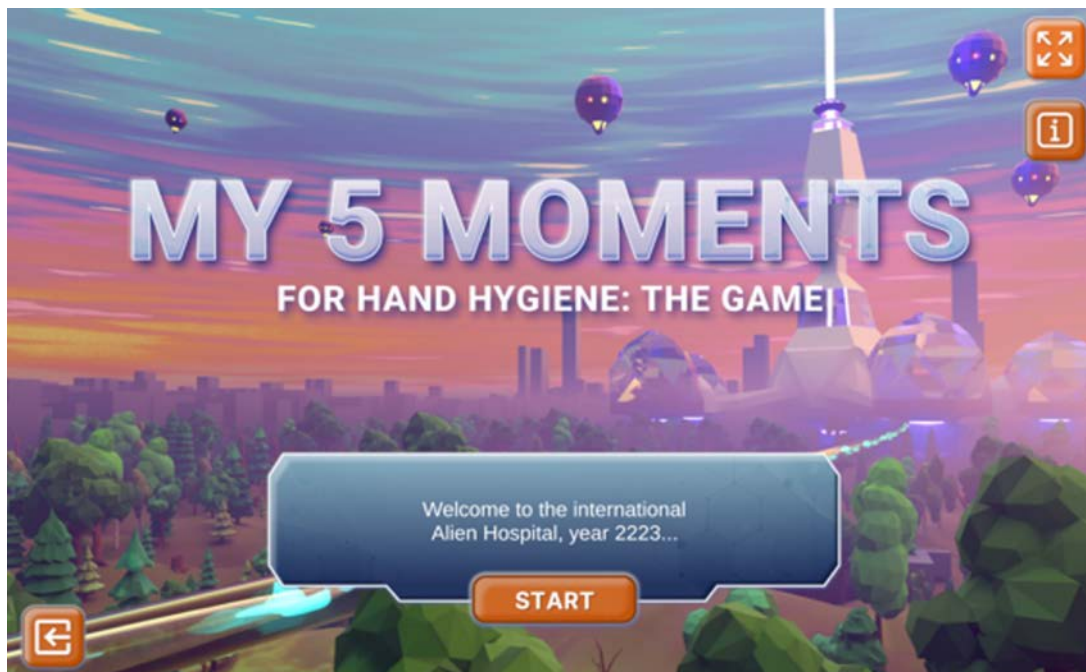 MY 5 MOMENTS
FOR HAND HYGIENE: THE GAME
Welcome to the international
Alien Hospital, year 2223...
START